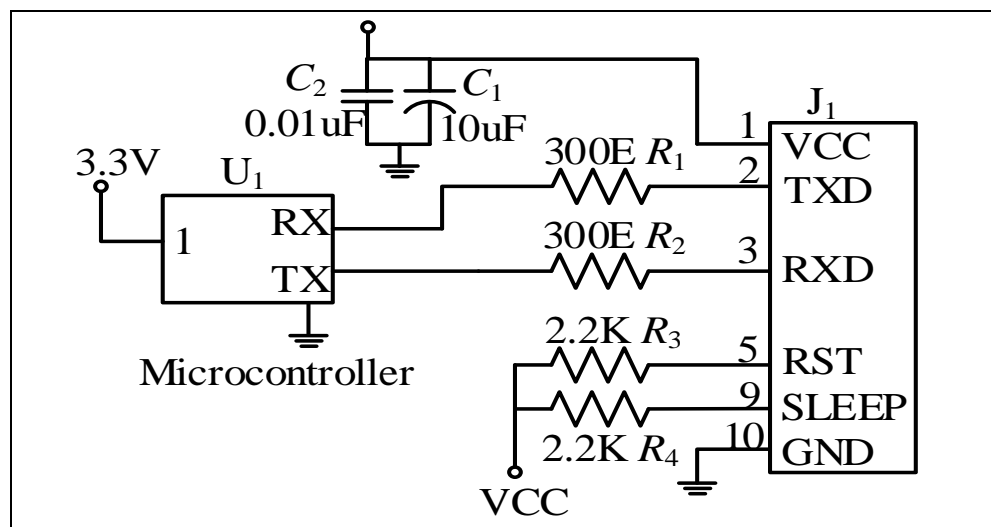 C₂
C₁
0.01uF
10uF
J₁
3.3V
U₁
1
RX
TX
Microcontroller
300E R₁
300E R₂
2.2K R₃
2.2K R₄
VCC
1
VCC
2
TXD
3
RXD
5
RST
9
SLEEP
10
GND